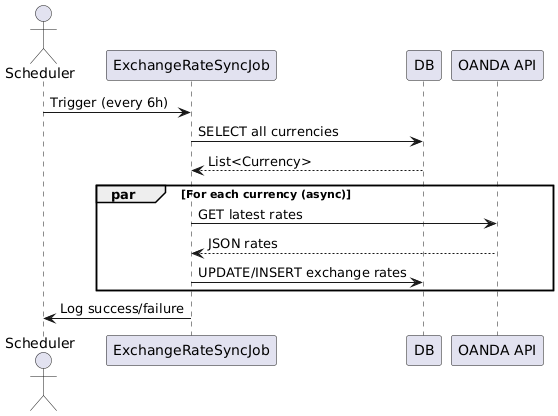 Scheduler
ExchangeRateSyncJob
DB
OANDA API
Trigger (every 6h)
SELECT all currencies
List<Currency>
par
[For each currency (async)]
GET latest rates
JSON rates
UPDATE/INSERT exchange rates
Log success/failure
Scheduler
ExchangeRateSyncJob
DB
OANDA API